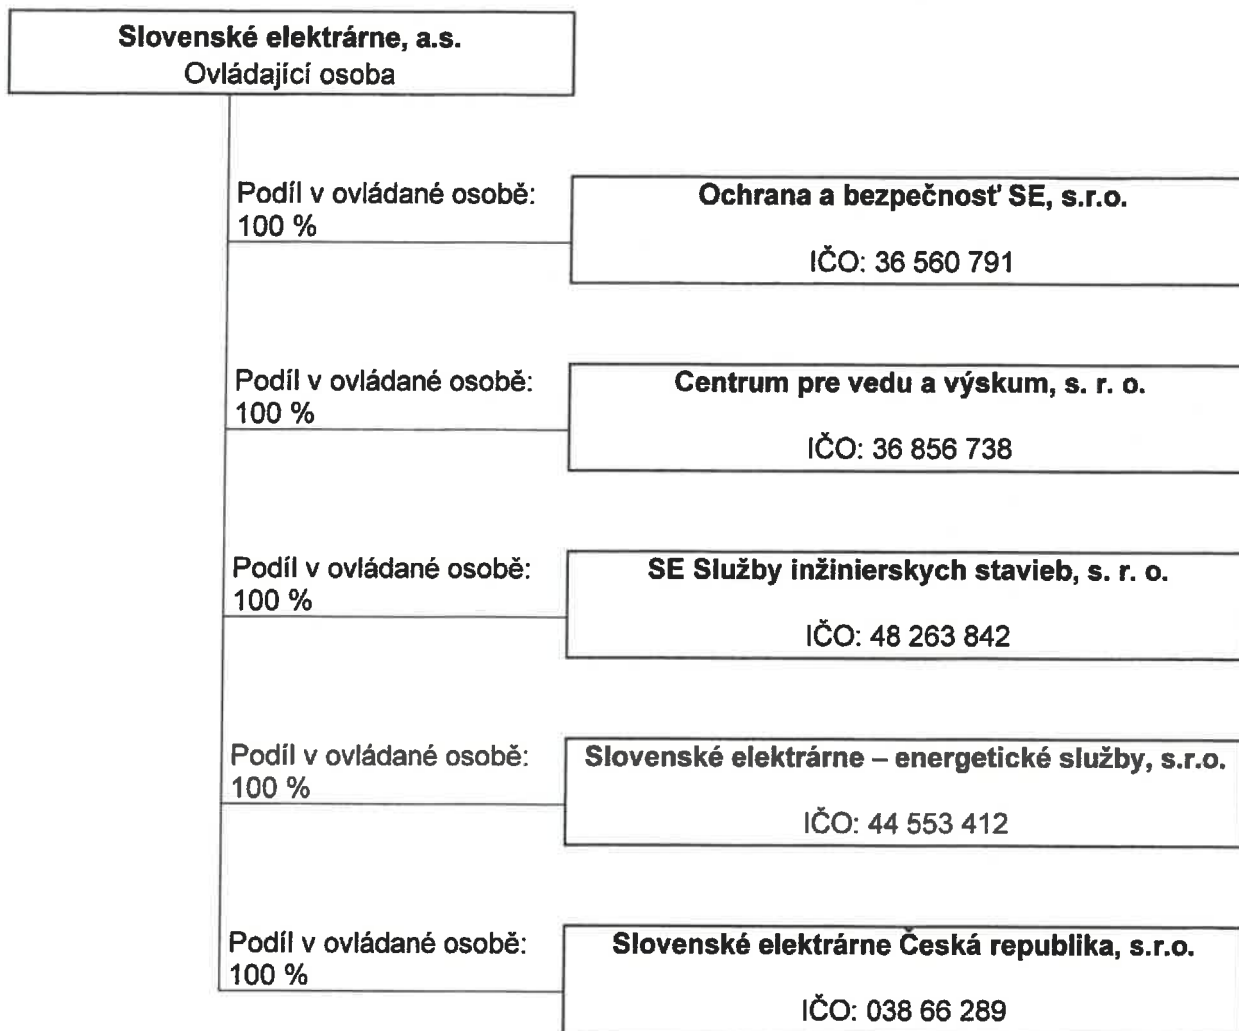 Slovenské elektrárne, a.s.
Ovládající osoba
Podíl v ovládané osobě:
100 %
Ochrana a bezpečnosť SE, s.r.o.
IČO: 36 560 791
Podíl v ovládané osobě:
100 %
Centrum pre vedu a výskum, s. r. o.
IČO: 36 856 738
Podíl v ovládané osobě:
100 %
SE Služby inžinierskych stavieb, s. r. o.
IČO: 48 263 842
Podíl v ovládané osobě:
100 %
Slovenské elektrárne – energetické služby, s.r.o.
IČO: 44 553 412
Podíl v ovládané osobě:
100 %
Slovenské elektrárne Česká republika, s.r.o.
IČO: 038 66 289